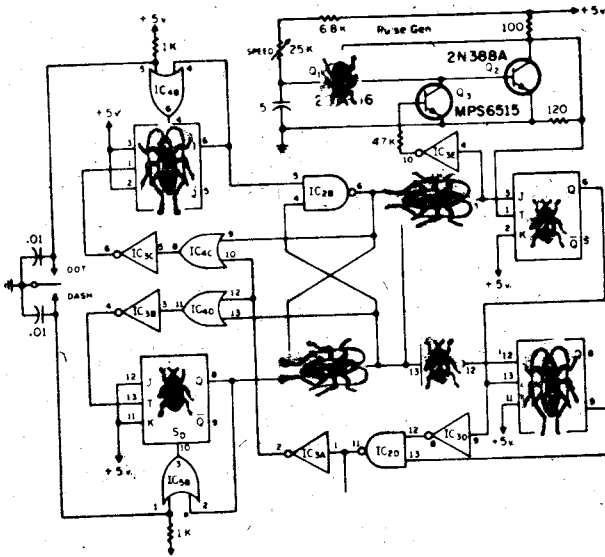 +5v
+5v.
68K
Pulse Gen
100
1K
SPEED
25K
Q1
2N388A
Q2
5
4
IC4B
6
5
Q3
MPS6515
120
+5v
3
1
2
6
J
S
47K
10
IC3E
4
5
4
IC2B
6
3
1
2
J
T
K
Q
Q
S
6
+5v.
.01
DOT
DASH
.01
6
IC3C
5
8
IC4C
9
10
4
IC3B
3
11
IC4D
12
13
12
13
11
J
T
K
Q
Q
SD
8
9
10
+5v.
13
12
12
13
11
8
9
+5v
3
IC5B
1
2
1K
2
IC3A
1
11
IC2D
12
13
8
IC3D
9